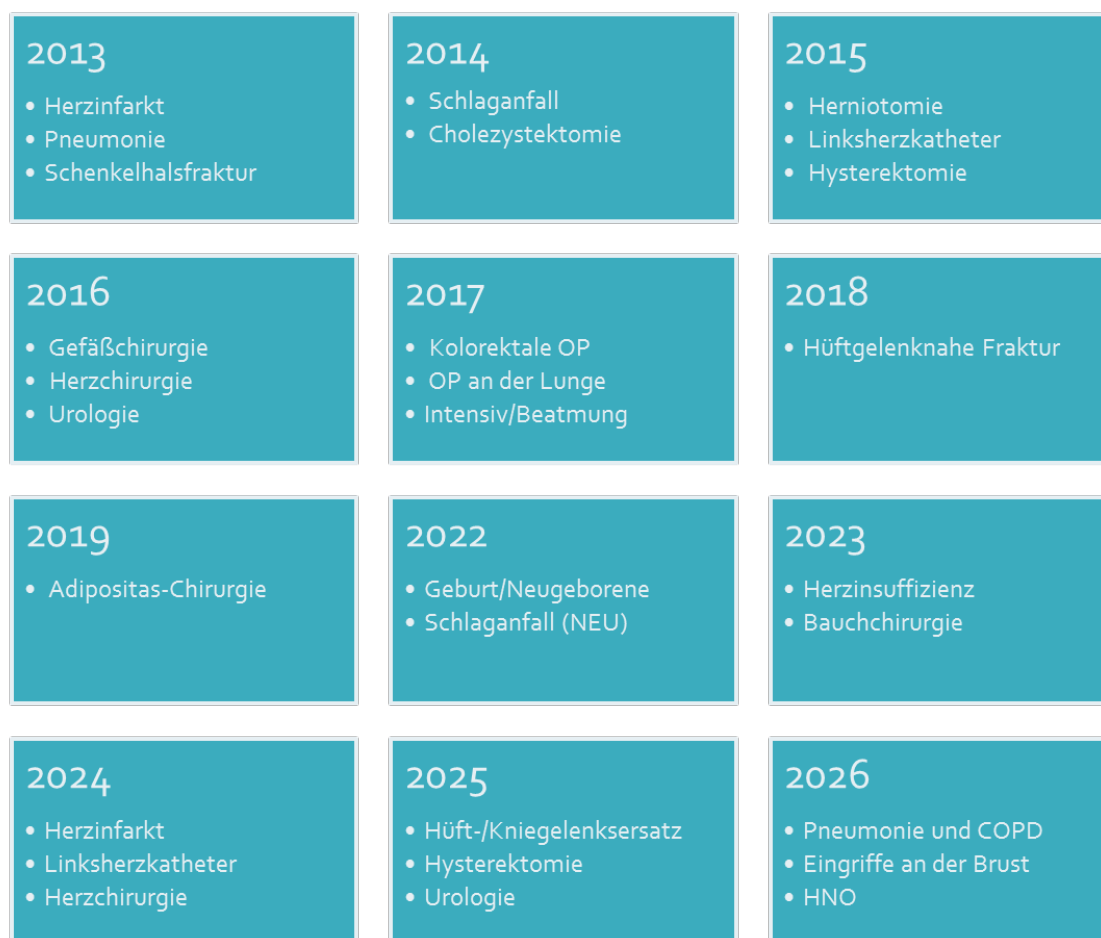 2013
• Herzinfarkt
• Pneumonie
• Schenkelhalsfraktur
2014
• Schlaganfall
• Cholezystektomie
2015
• Herniotomie
• Linksherzkatheter
• Hysterektomie
2016
• Gefäßchirurgie
• Herzchirurgie
• Urologie
2017
• Kolorektale OP
• OP an der Lunge
• Intensiv/Beatmung
2018
• Hüftgelenknahe Fraktur
2019
• Adipositas-Chirurgie
2022
• Geburt/Neugeborene
• Schlaganfall (NEU)
2023
• Herzinsuffizienz
• Bauchchirurgie
2024
• Herzinfarkt
• Linksherzkatheter
• Herzchirurgie
2025
• Hüft-/Kniegelenksersatz
• Hysterektomie
• Urologie
2026
• Pneumonie und COPD
• Eingriffe an der Brust
• HNO